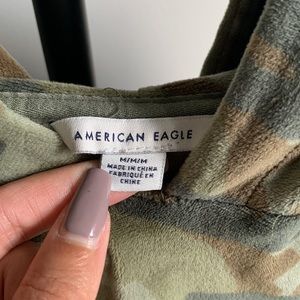 AMERICAN EAGLE
M/M/M
MADE IN CHINA
FABRIQUÉ EN
CHINE